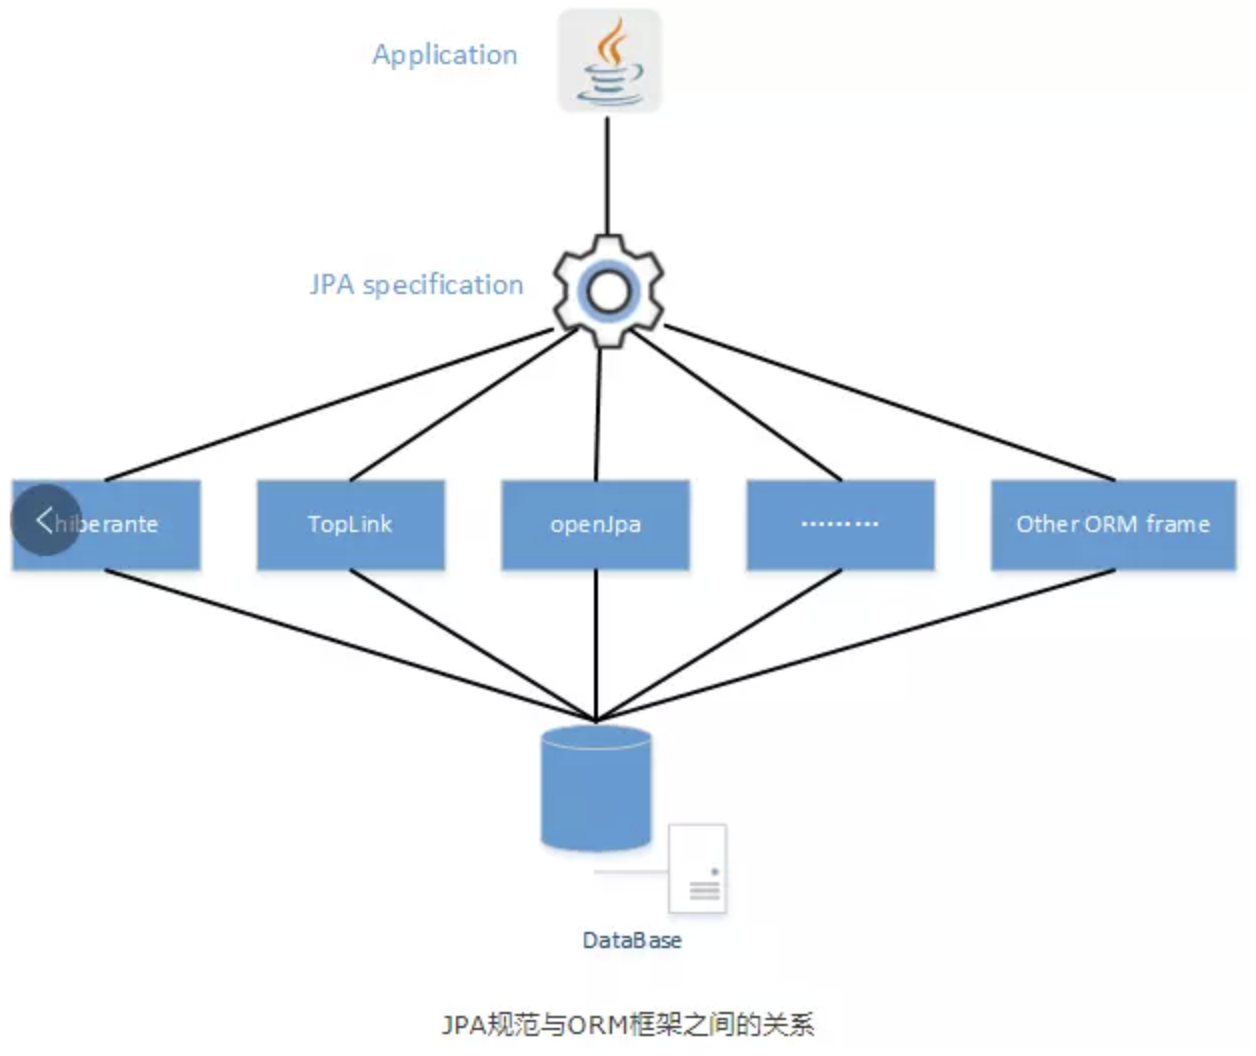 Application
JPA specification
hiberante
TopLink
openJpa
.........
Other ORM frame
DataBase
JPA规范与ORM框架之间的关系